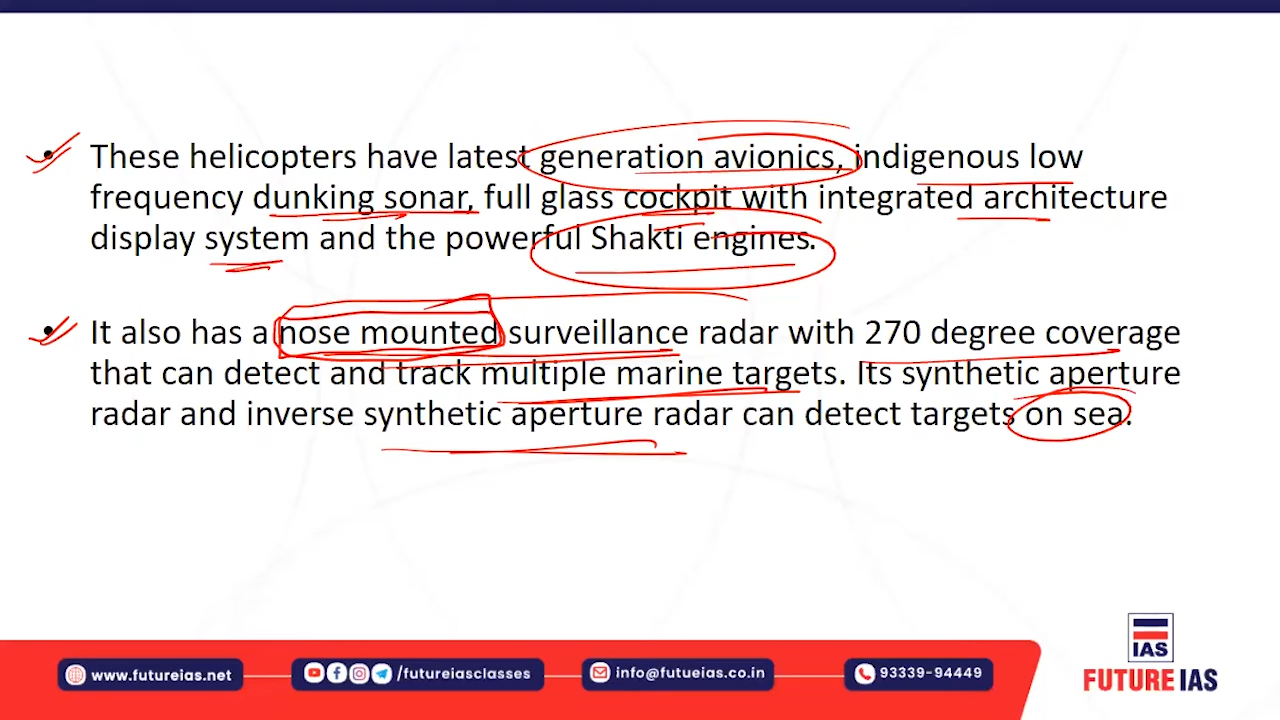 These helicopters have latest generation avionics, indigenous low
frequency dunking sonar, full glass cockpit with integrated architecture
display system and the powerful Shakti engines.
It also has a nose mounted surveillance radar with 270 degree coverage
that can detect and track multiple marine targets. Its synthetic aperture
radar and inverse synthetic aperture radar can detect targets on sea.
www.futureias.net
/futureiasclasses
info@futueias.co.in
93339-94449
IAS
FUTURE IAS